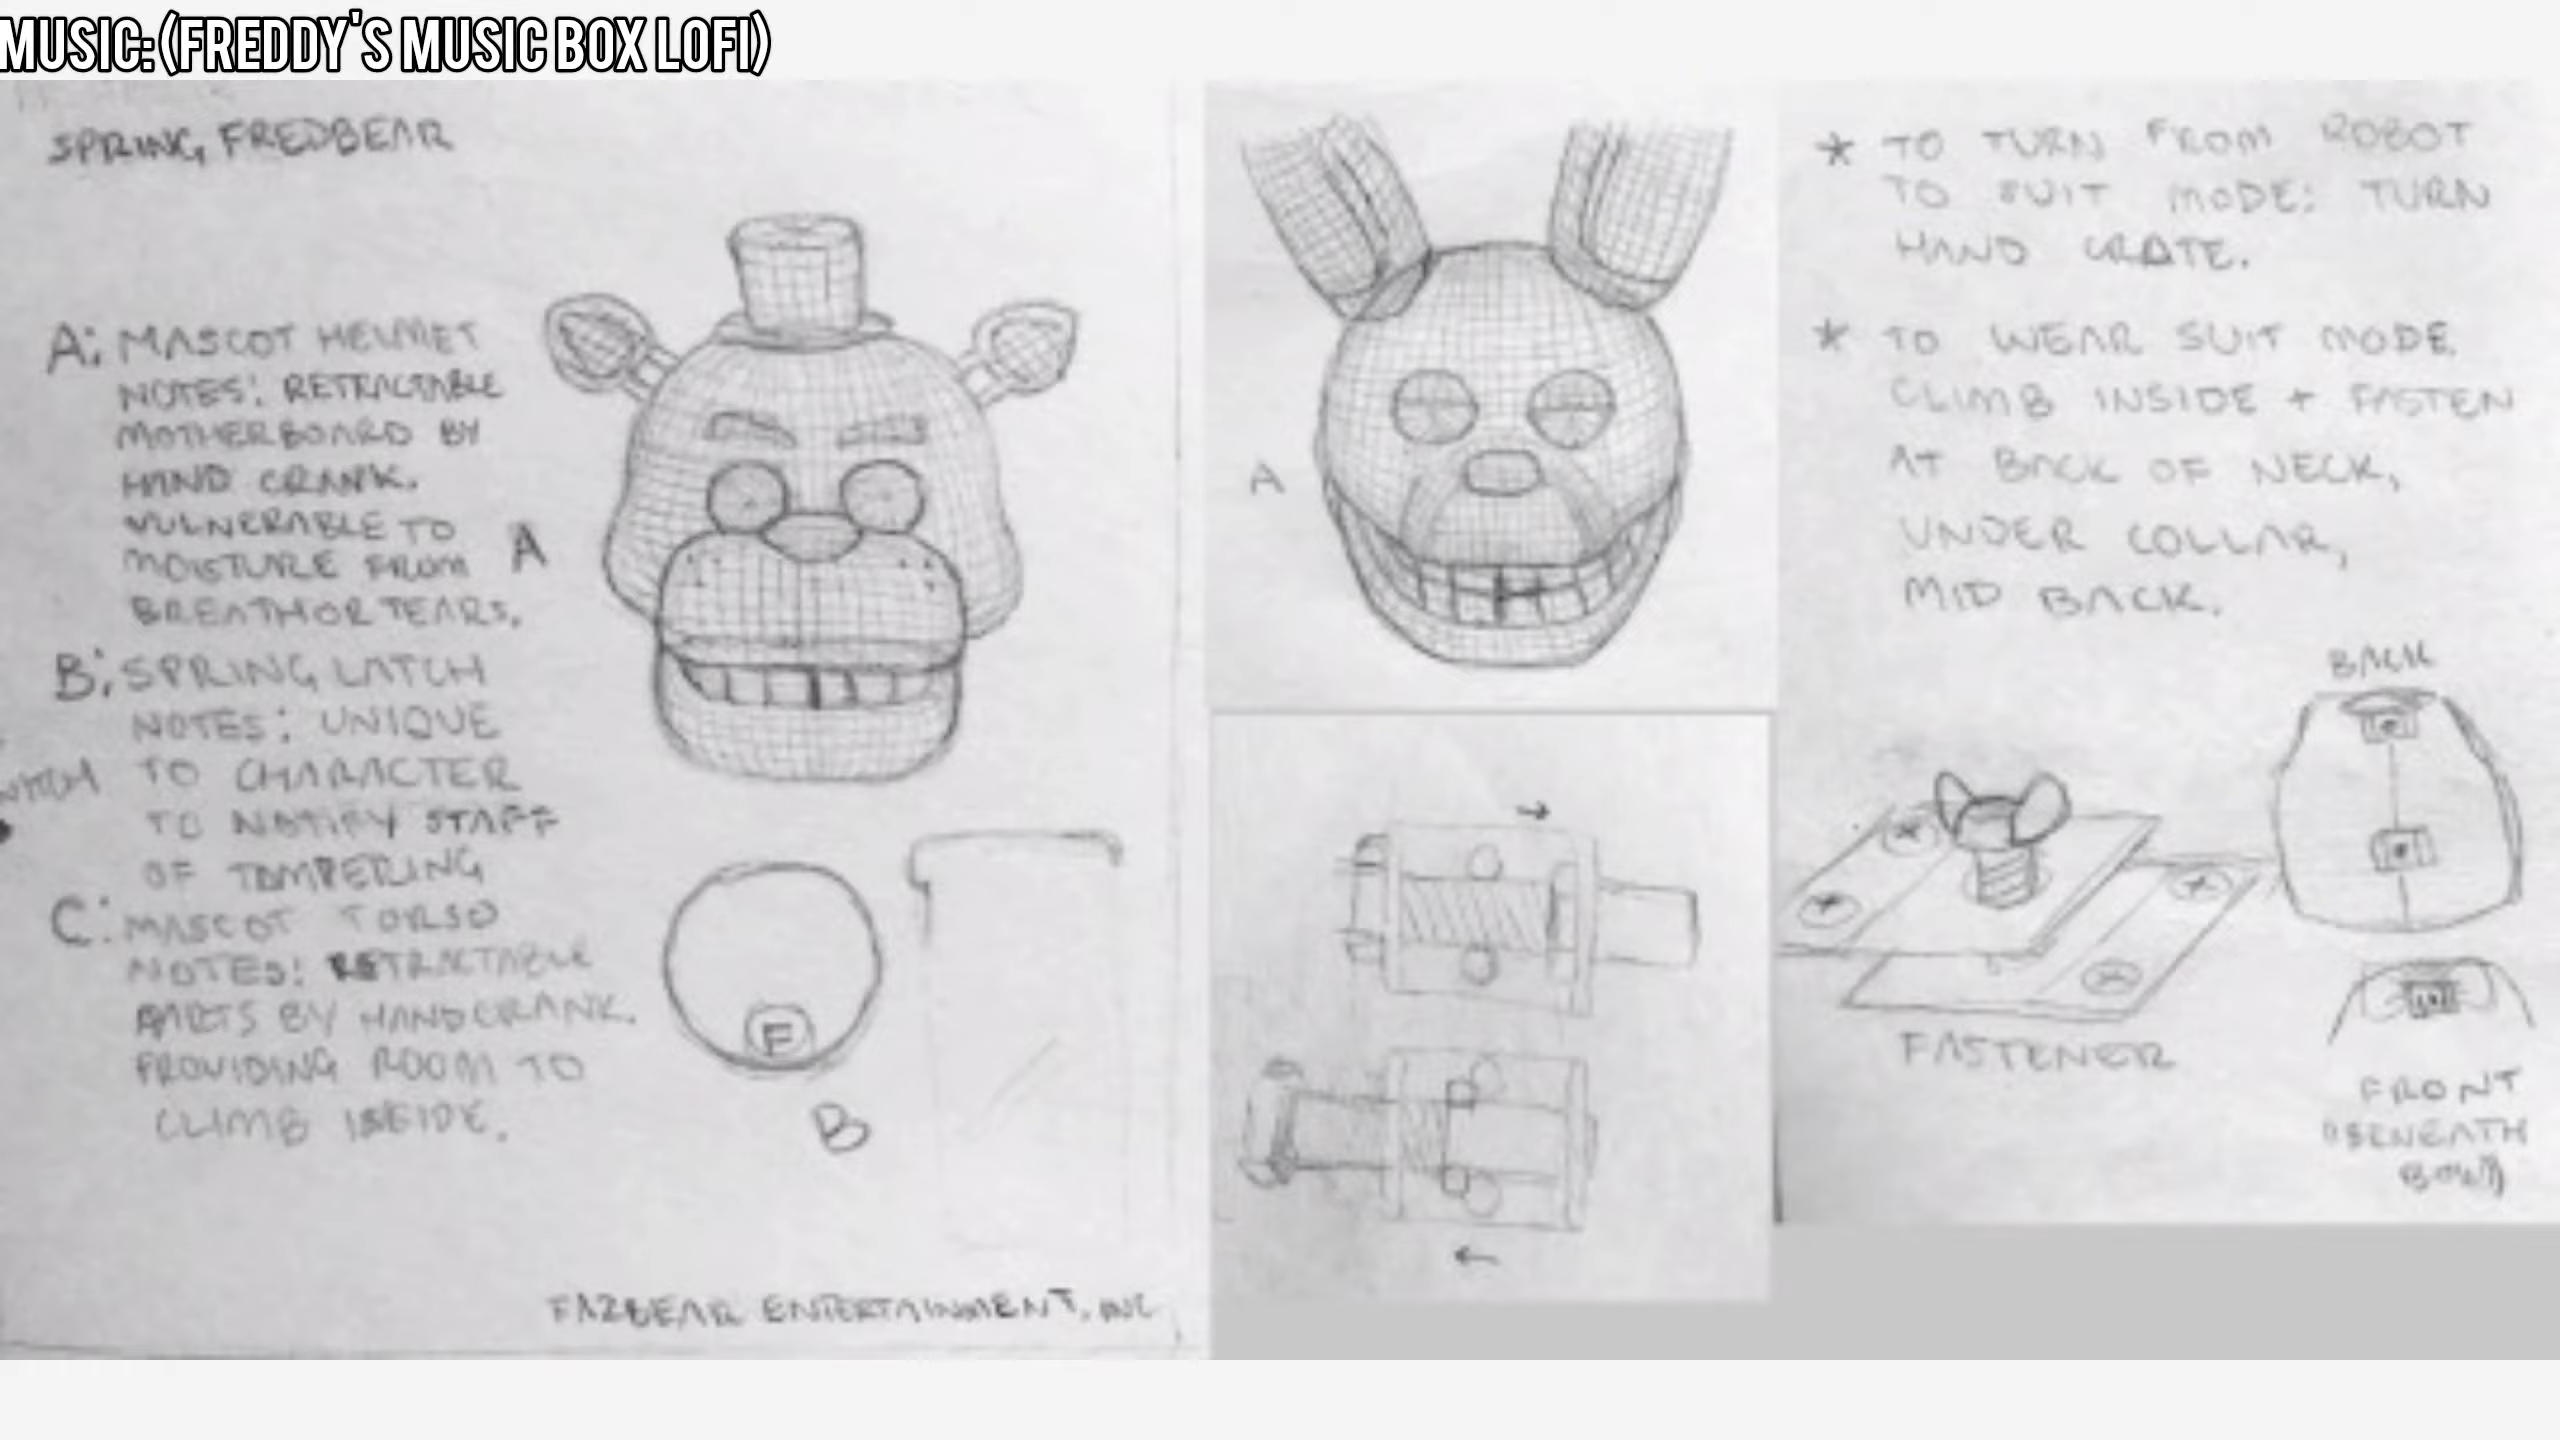 MUSIC: (FREDDY'S MUSIC BOX LOFI)
SPRING FREDBEAR
A: MASCOT HELMET
NOTES: RETRACTABLE
MOTHERBOARD BY
HAND CRANK.
VULNERABLE TO
MOISTURE FROM
BREATH OR TEARS.
A
B: SPRING LATCH
NOTES: UNIQUE
TO CHARACTER
TO NOTIFY STAFF
OF TAMPERING
C: MASCOT TORSO
NOTES: RETRACTABLE
PARTS BY HANDCRANK.
PROVIDING ROOM TO
CLIMB INSIDE.
F
B
FAZBEAR ENTERTAINMENT, INC
A
* TO TURN FROM ROBOT
TO SUIT MODE: TURN
HAND CRATE.
* TO WEAR SUIT MODE
CLIMB INSIDE + FASTEN
AT BACK OF NECK,
UNDER COLLAR,
MID BACK.
BACK
FASTENER
FRONT
BENEATH